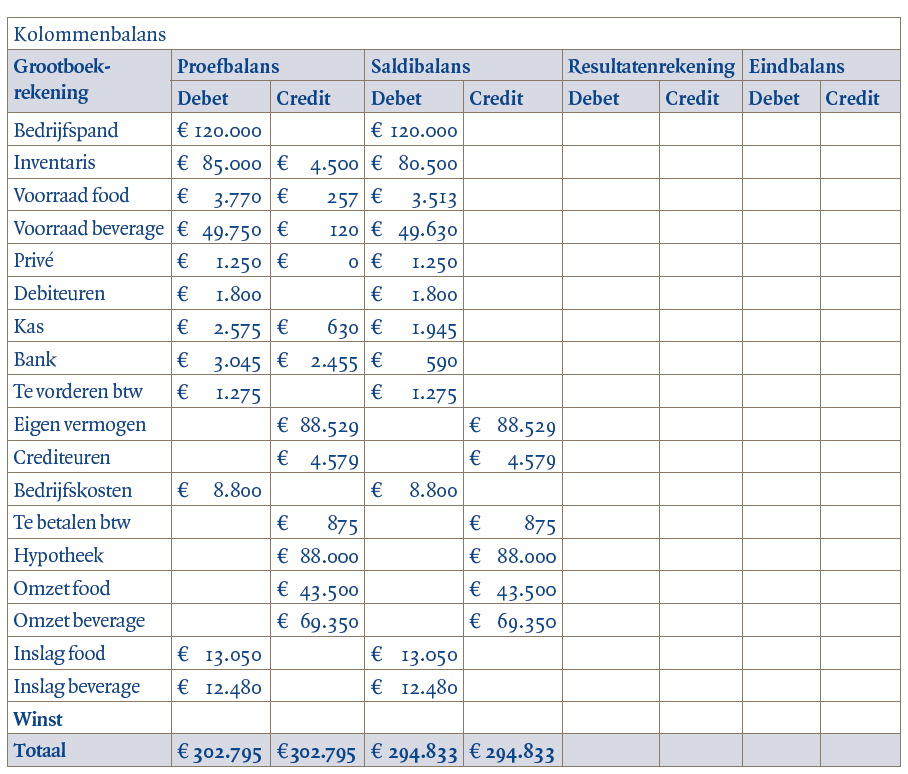 Kolommenbalans
Grootboek- Proefbalans Saldibalans Resultatenrekening Eindbalans
rekening Debet Credit Debet Credit Debet Credit Debet Credit
Bedrijfspand € 120.000 € 120.000
Inventaris € 85.000 € 4.500 € 80.500
Voorraad food € 3.770 € 257 € 3.513
Voorraad beverage € 49.750 € 120 € 49.630
Privé € 1.250 € 0 € 1.250
Debiteuren € 1.800 € 1.800
Kas € 2.575 € 630 € 1.945
Bank € 3.045 € 2.455 € 590
Te vorderen btw € 1.275 € 1.275
Eigen vermogen € 88.529 € 88.529
Crediteuren € 4.579 € 4.579
Bedrijfskosten € 8.800 € 8.800
Te betalen btw € 875 € 875
Hypotheek € 88.000 € 88.000
Omzet food € 43.500 € 43.500
Omzet beverage € 69.350 € 69.350
Inslag food € 13.050 € 13.050
Inslag beverage € 12.480 € 12.480
Winst
Totaal € 302.795 €302.795 € 294.833 € 294.833